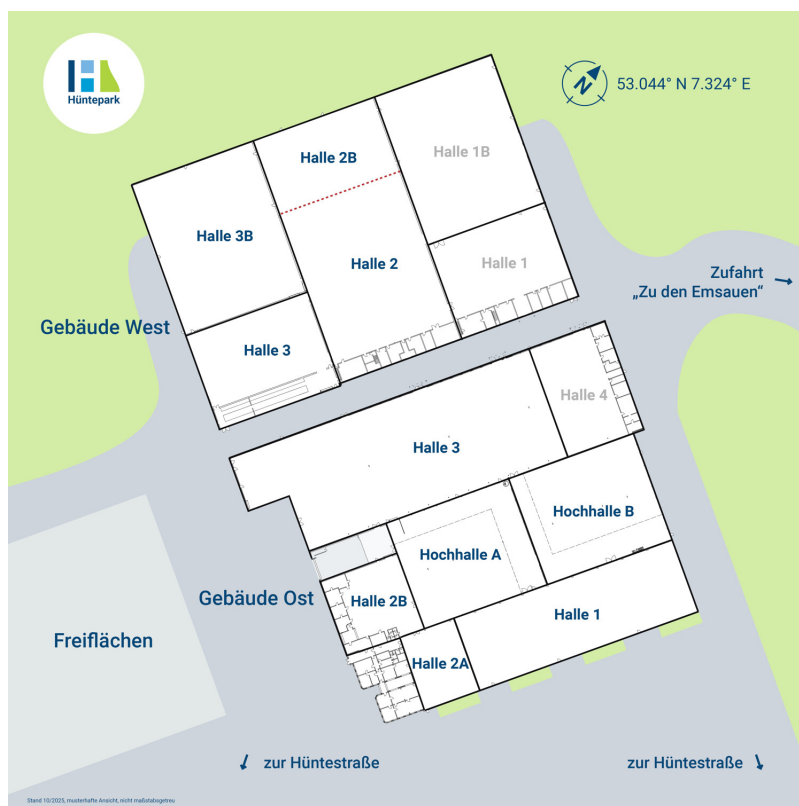 Hüntepark
N
53.044° N 7.324° E
Halle 2B
Halle 1B
Halle 3B
Halle 2
Halle 1
Zufahrt
„Zu den Emsauen“
Gebäude West
Halle 3
Halle 4
Halle 3
Hochhalle B
Hochhalle A
Gebäude Ost
Halle 2B
Halle 1
Freiflächen
Halle 2A
zur Hüntestraße
zur Hüntestraße
Stand 10/2025, musterhafte Ansicht, nicht maßstabsgetreu